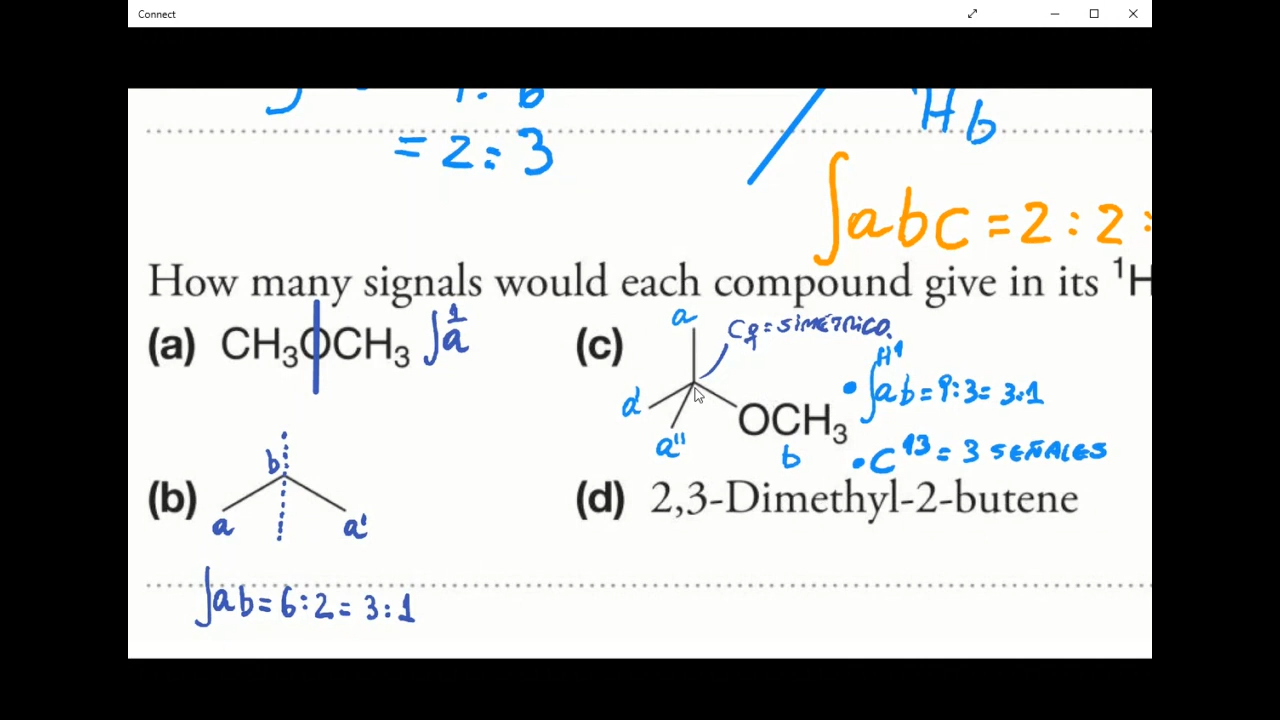 Connect
= 2 : 3
H b
∫abc = 2 : 2 :
How many signals would each compound give in its ¹H
(a) CH₃OCH₃ ∫a 1
(c) a a' a'' OCH₃ b
Cq = SIMÉTRICO.
• ∫ab = 9:3 = 3:1 H¹
• C¹³ = 3 SEÑALES
(b) a b a'
(d) 2,3-Dimethyl-2-butene
∫ab = 6:2 = 3:1